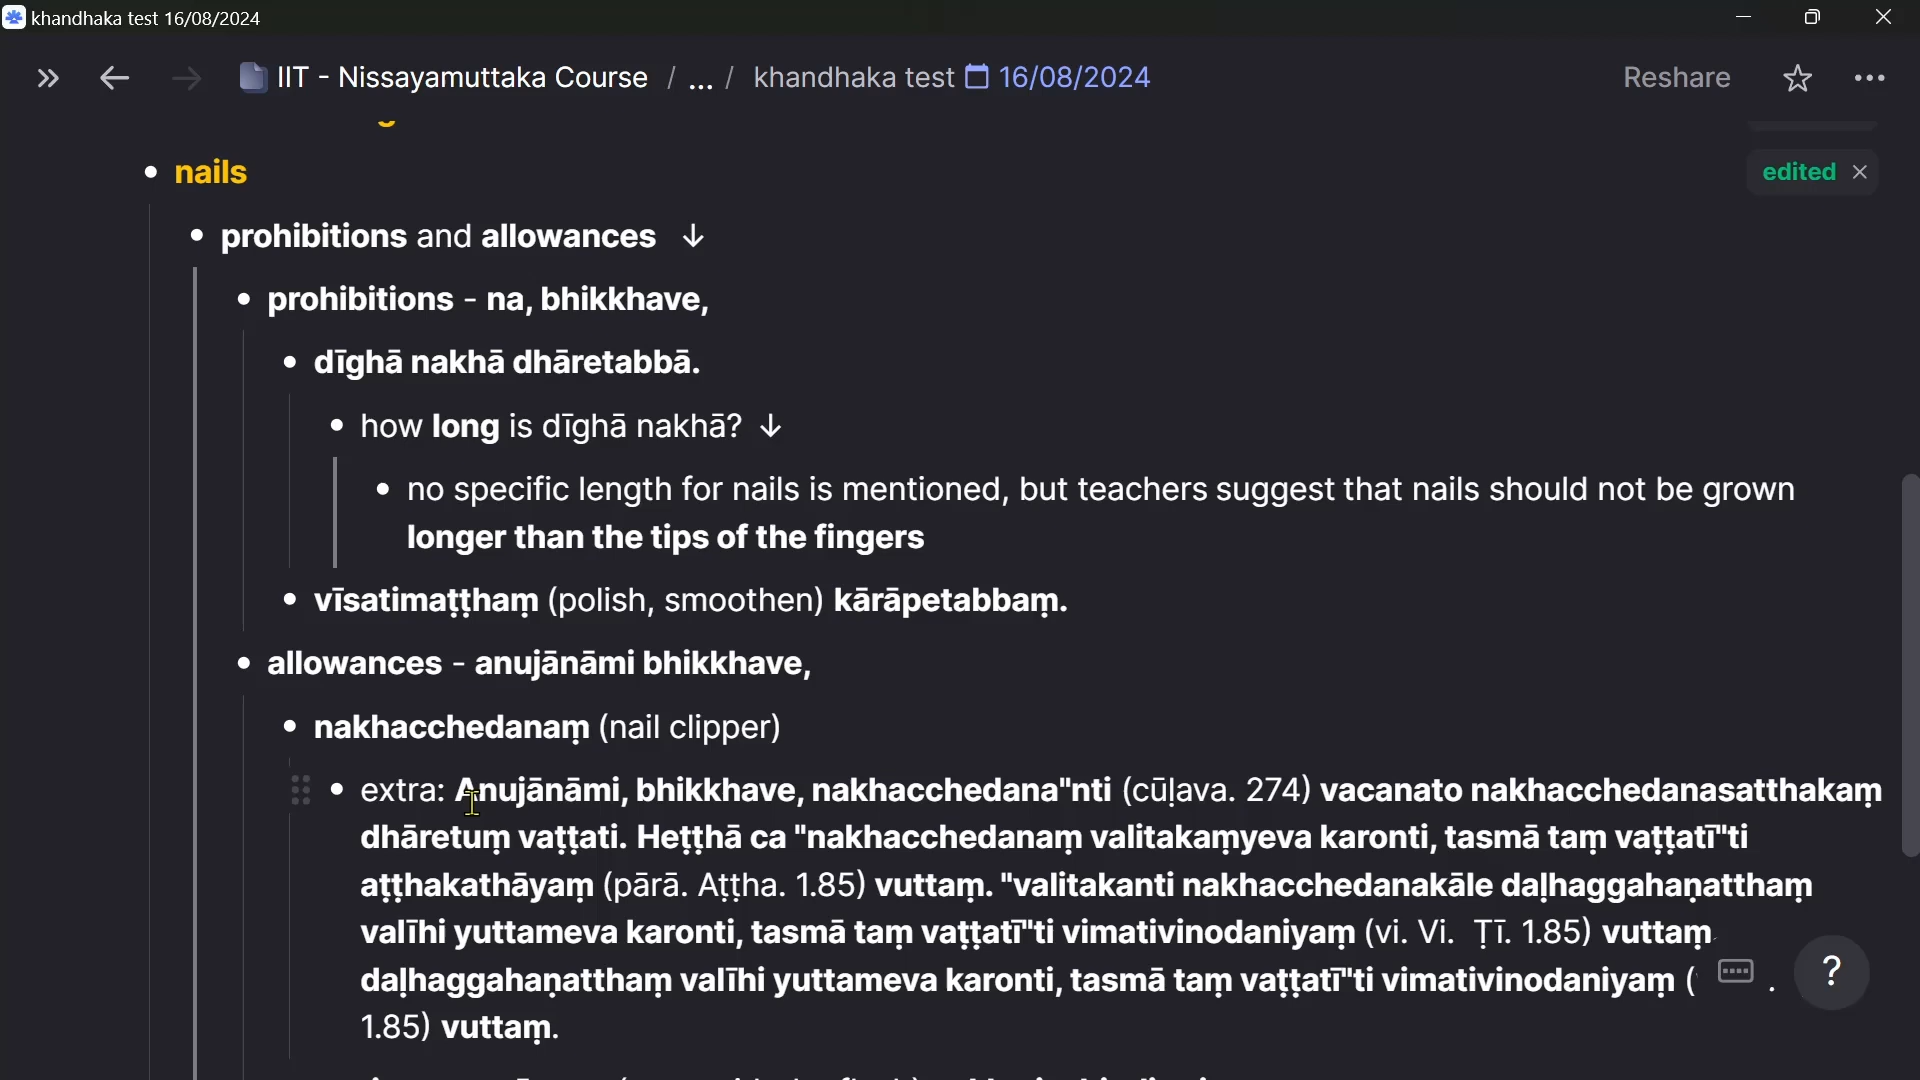 khandhaka test 16/08/2024
IIT - Nissayamuttaka Course / ... / khandhaka test 16/08/2024
Reshare
nails
edited
prohibitions and allowances ↓
prohibitions - na, bhikkhave,
dīghā nakhā dhāretabbā.
how long is dīghā nakhā? ↓
no specific length for nails is mentioned, but teachers suggest that nails should not be grown
longer than the tips of the fingers
vīsatimaṭṭhaṃ (polish, smoothen) kārāpetabbaṃ.
allowances - anujānāmi bhikkhave,
nakhacchedanaṃ (nail clipper)
extra: Anujānāmi, bhikkhave, nakhacchedana"nti (cūḷava. 274) vacanato nakhacchedanasatthakaṃ
dhāretuṃ vaṭṭati. Heṭṭhā ca "nakhacchedanaṃ valitakaṃyeva karonti, tasmā taṃ vaṭṭatī"ti
aṭṭhakathāyaṃ (pārā. Aṭṭha. 1.85) vuttaṃ. "valitakanti nakhacchedanakāle daḷhaggahaṇatthaṃ
valīhi yuttameva karonti, tasmā taṃ vaṭṭatī"ti vimativinodaniyaṃ (vi. Vi. Ṭī. 1.85) vuttaṃ
daḷhaggahaṇatthaṃ valīhi yuttameva karonti, tasmā taṃ vaṭṭatī"ti vimativinodaniyaṃ (
?
1.85) vuttaṃ.